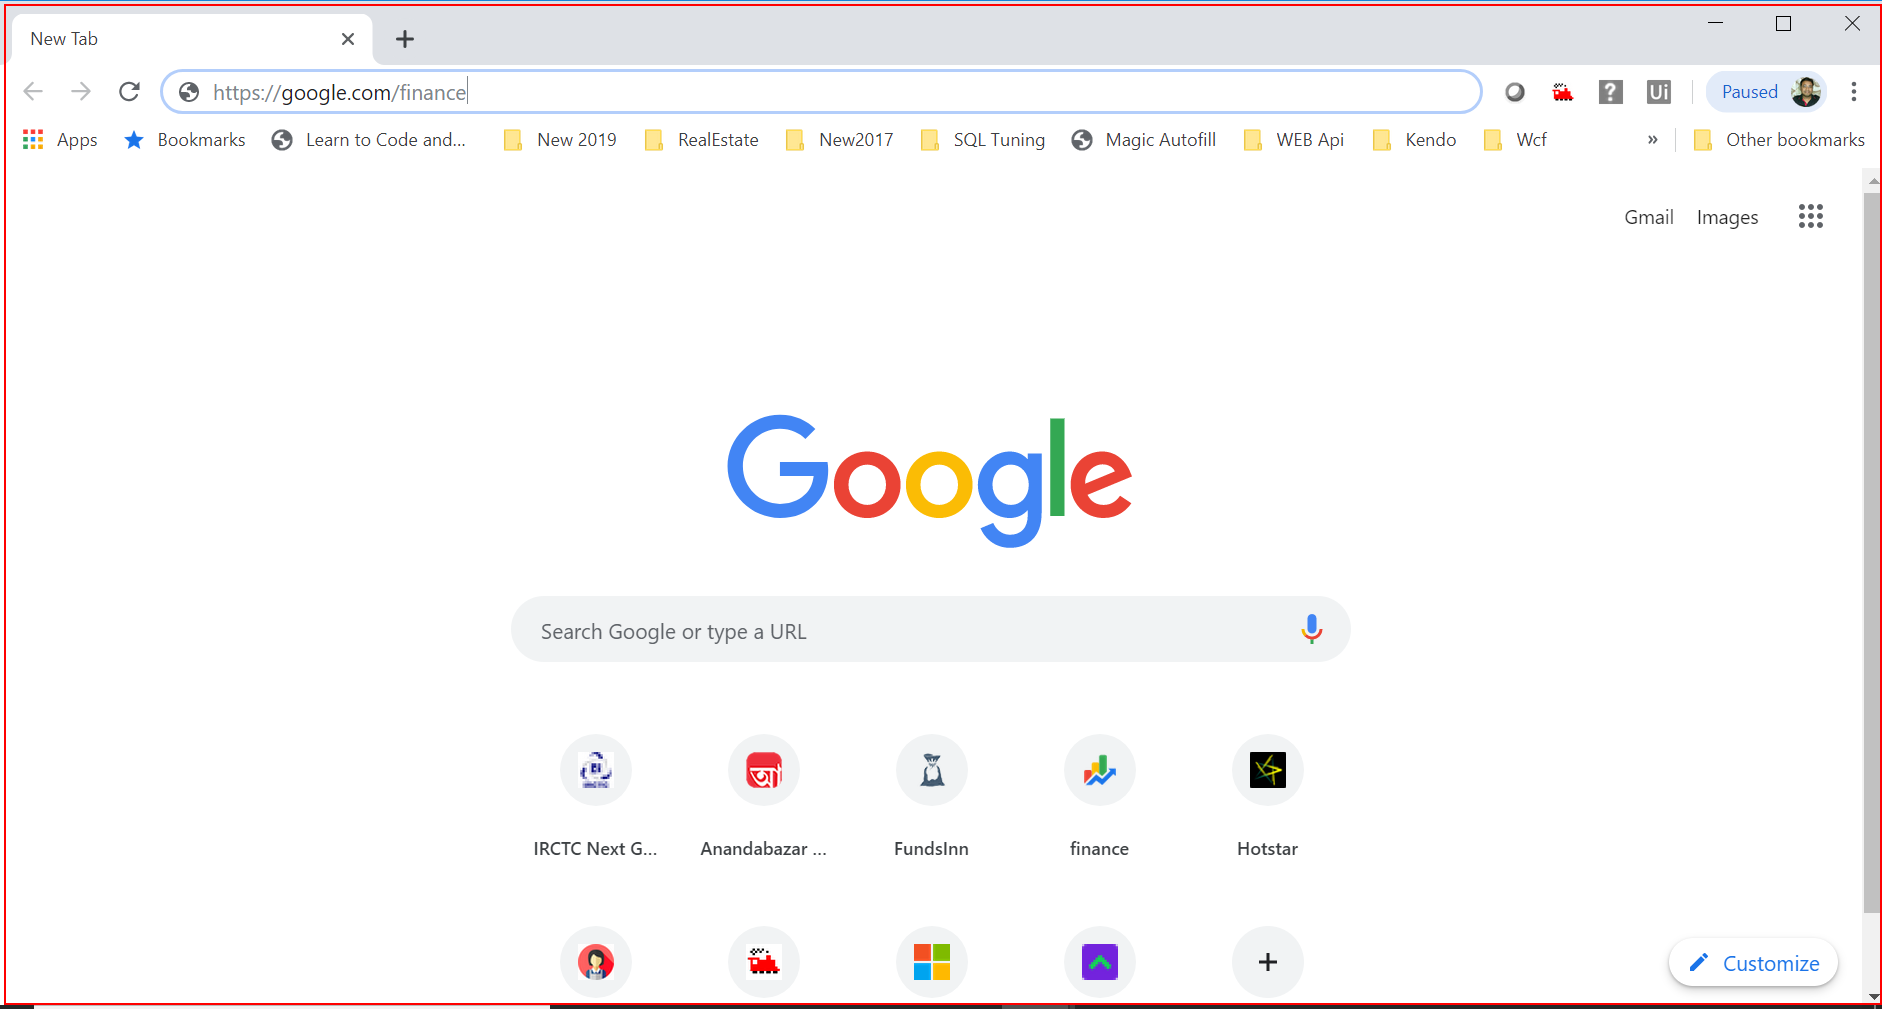 New Tab
https://google.com/finance
Ui
Paused
Apps Bookmarks Learn to Code and... New 2019 RealEstate New2017 SQL Tuning Magic Autofill WEB Api Kendo Wcf » Other bookmarks
Gmail Images
Google
Search Google or type a URL
Bi
আ
IRCTC Next G... Anandabazar ... FundsInn finance Hotstar
Customize